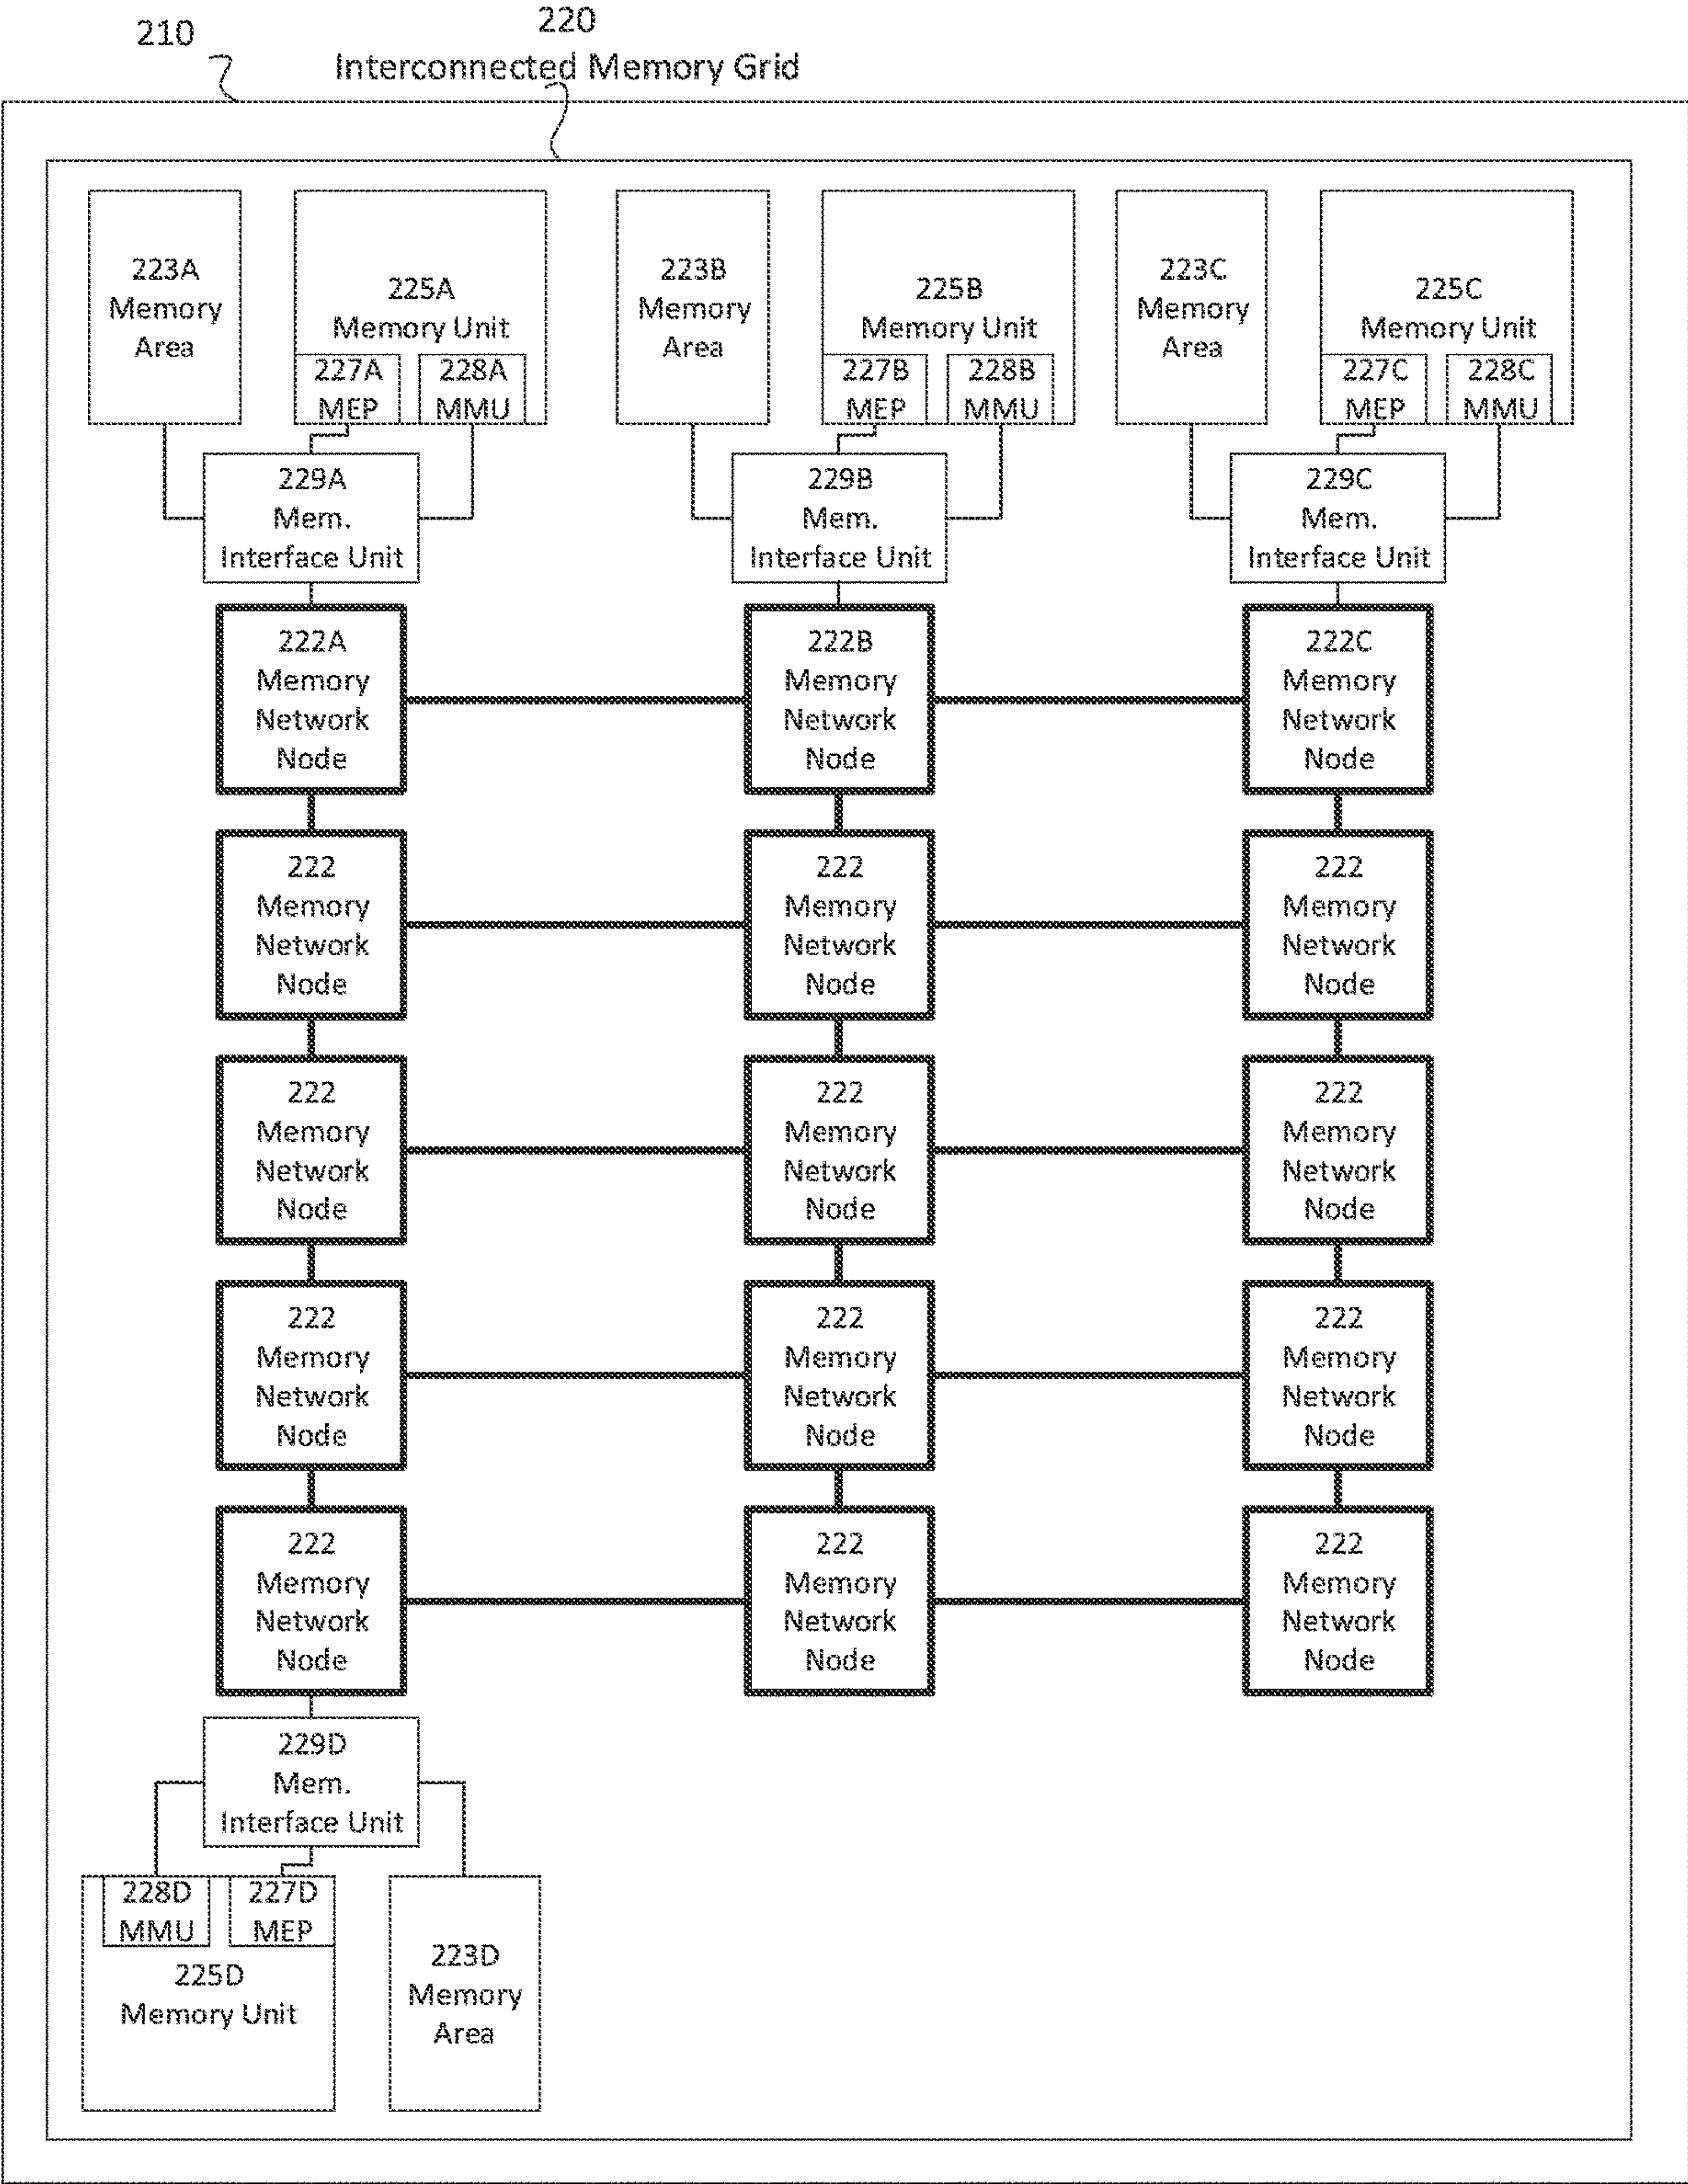 210
220
Interconnected Memory Grid
223A
Memory
Area
225A
Memory Unit
227A
MEP
228A
MMU
223B
Memory
Area
225B
Memory Unit
227B
MEP
228B
MMU
223C
Memory
Area
225C
Memory Unit
227C
MEP
228C
MMU
229A
Mem.
Interface Unit
229B
Mem.
Interface Unit
229C
Mem.
Interface Unit
222A
Memory
Network
Node
222B
Memory
Network
Node
222C
Memory
Network
Node
222
Memory
Network
Node
222
Memory
Network
Node
222
Memory
Network
Node
222
Memory
Network
Node
222
Memory
Network
Node
222
Memory
Network
Node
222
Memory
Network
Node
222
Memory
Network
Node
222
Memory
Network
Node
222
Memory
Network
Node
222
Memory
Network
Node
222
Memory
Network
Node
229D
Mem.
Interface Unit
228D
MMU
227D
MEP
225D
Memory Unit
223D
Memory
Area